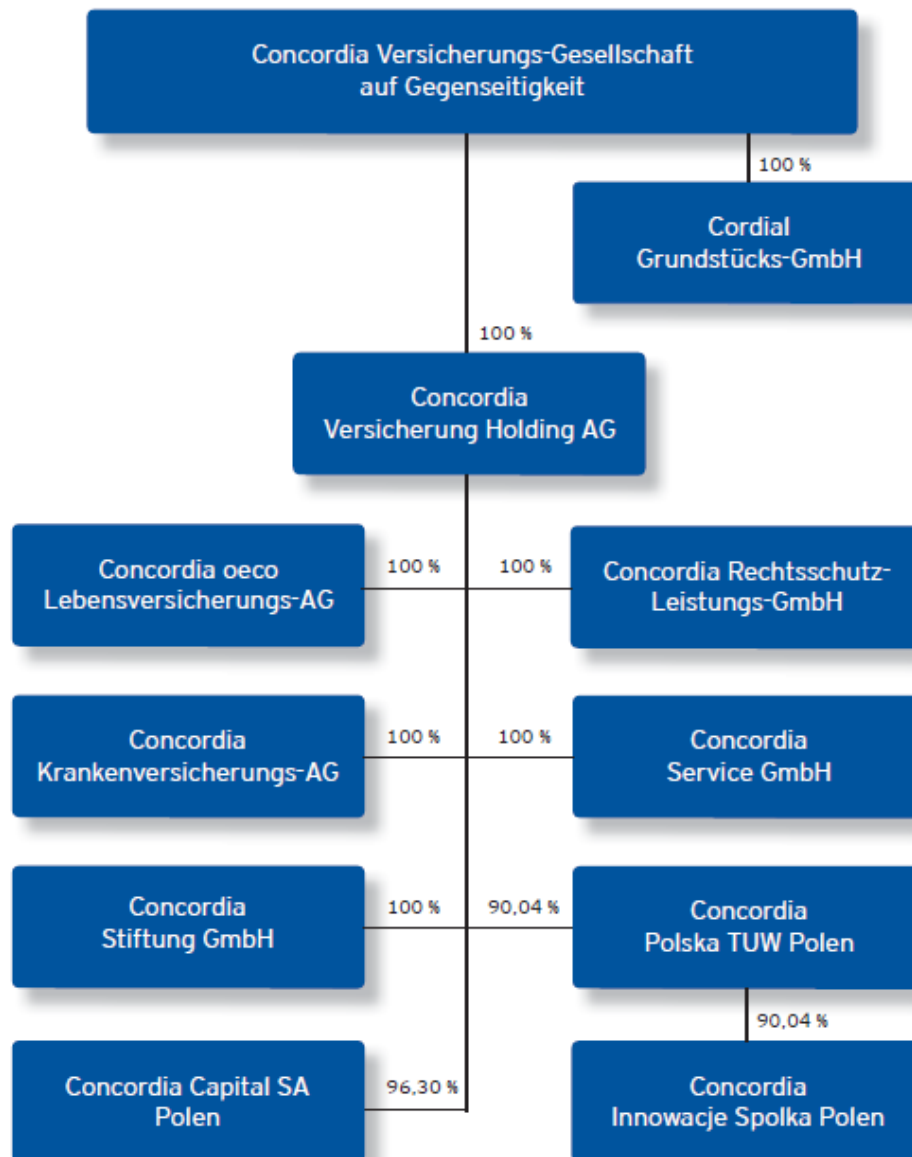 Concordia Versicherungs-Gesellschaft
auf Gegenseitigkeit
100 %
Cordial
Grundstücks-GmbH
100 %
Concordia
Versicherung Holding AG
Concordia oeco
Lebensversicherungs-AG
100 %
100 %
Concordia Rechtsschutz-
Leistungs-GmbH
Concordia
Krankenversicherungs-AG
100 %
100 %
Concordia
Service GmbH
Concordia
Stiftung GmbH
100 %
90,04 %
Concordia
Polska TUW Polen
90,04 %
Concordia Capital SA
Polen
96,30 %
Concordia
Innowacje Spolka Polen